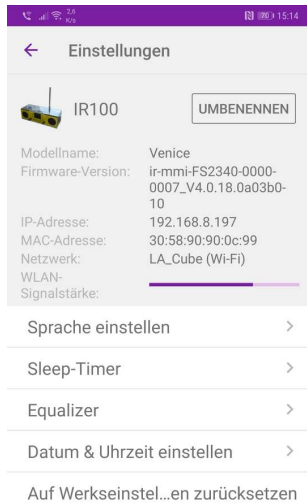 2,6
K/s
70
15:14
Einstellungen
IR100
UMBENENNEN
Modellname: Venice
Firmware-Version: ir-mmi-FS2340-0000-
0007_V4.0.18.0a03b0-
10
IP-Adresse: 192.168.8.197
MAC-Adresse: 30:58:90:90:0c:99
Netzwerk: LA_Cube (Wi-Fi)
WLAN-
Signalstärke:
Sprache einstellen
Sleep-Timer
Equalizer
Datum & Uhrzeit einstellen
Auf Werkseinstel...en zurücksetzen